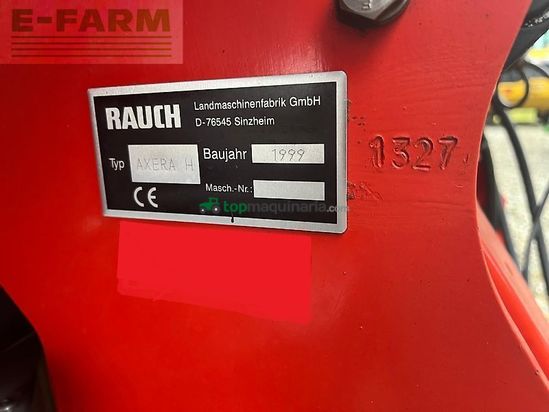 E-FARM
RAUCH
Landmaschinenfabrik GmbH
D-76545 Sinzheim
Typ AXERA H
Baujahr 1999
Masch.-Nr.:
CE
topmaquinaria.com
1327